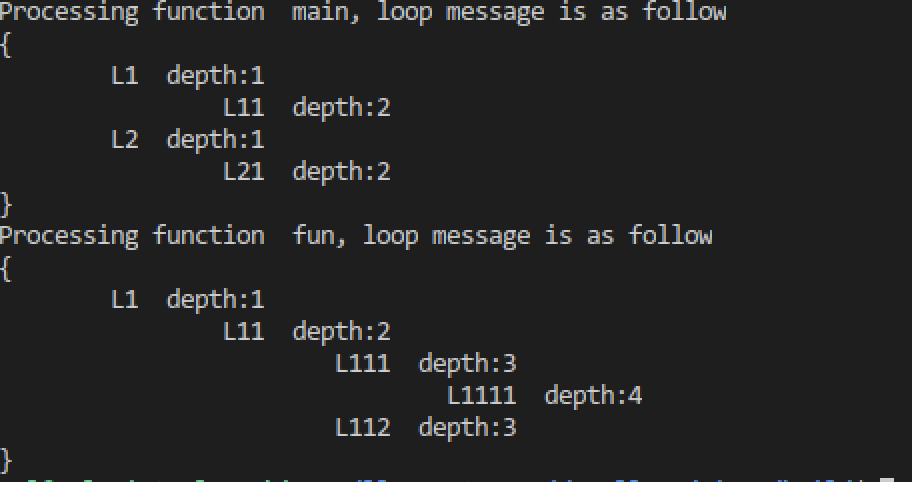 Processing function  main, loop message is as follow
{
        L1  depth:1
                L11  depth:2
        L2  depth:1
                L21  depth:2
}
Processing function  fun, loop message is as follow
{
        L1  depth:1
                L11  depth:2
                        L111  depth:3
                                L1111  depth:4
                        L112  depth:3
}